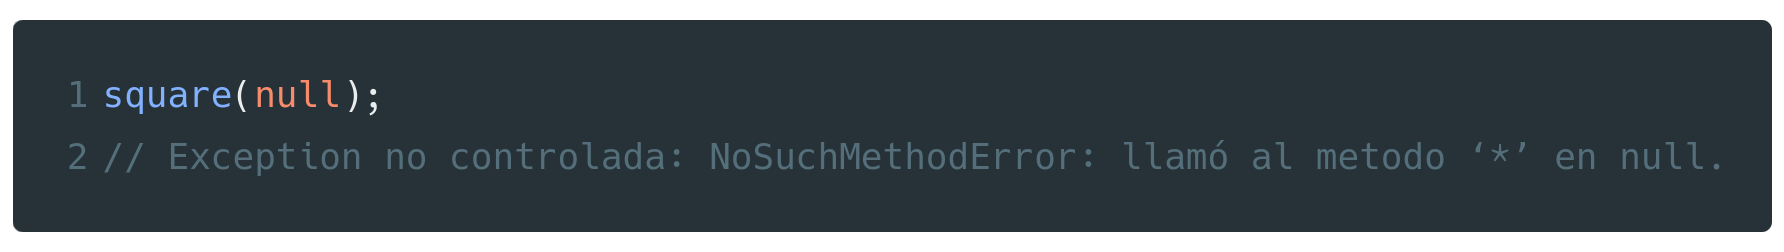 1 square(null);
2 // Exception no controlada: NoSuchMethodError: llamó al metodo ‘*’ en null.